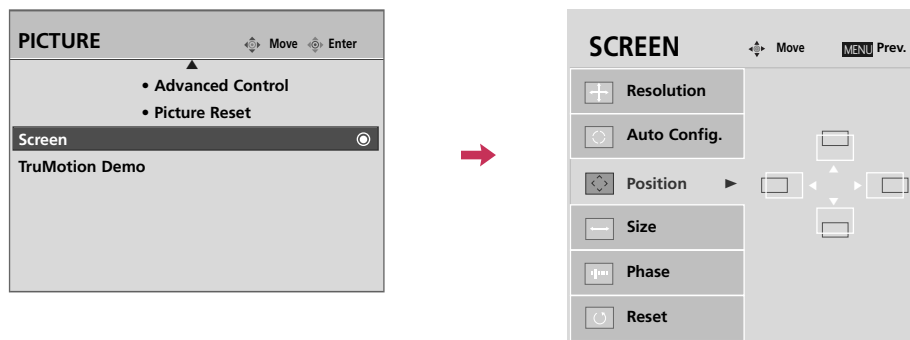 PICTURE Move Enter
• Advanced Control
• Picture Reset
Screen
TruMotion Demo
SCREEN Move MENU Prev.
Resolution
Auto Config.
Position
Size
Phase
Reset